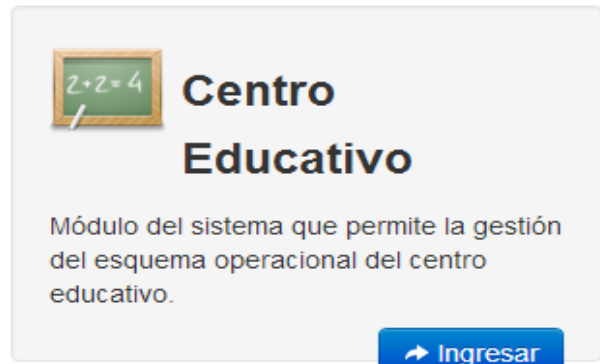 2+2=4
Centro
Educativo
Módulo del sistema que permite la gestión
del esquema operacional del centro
educativo.
Ingresar